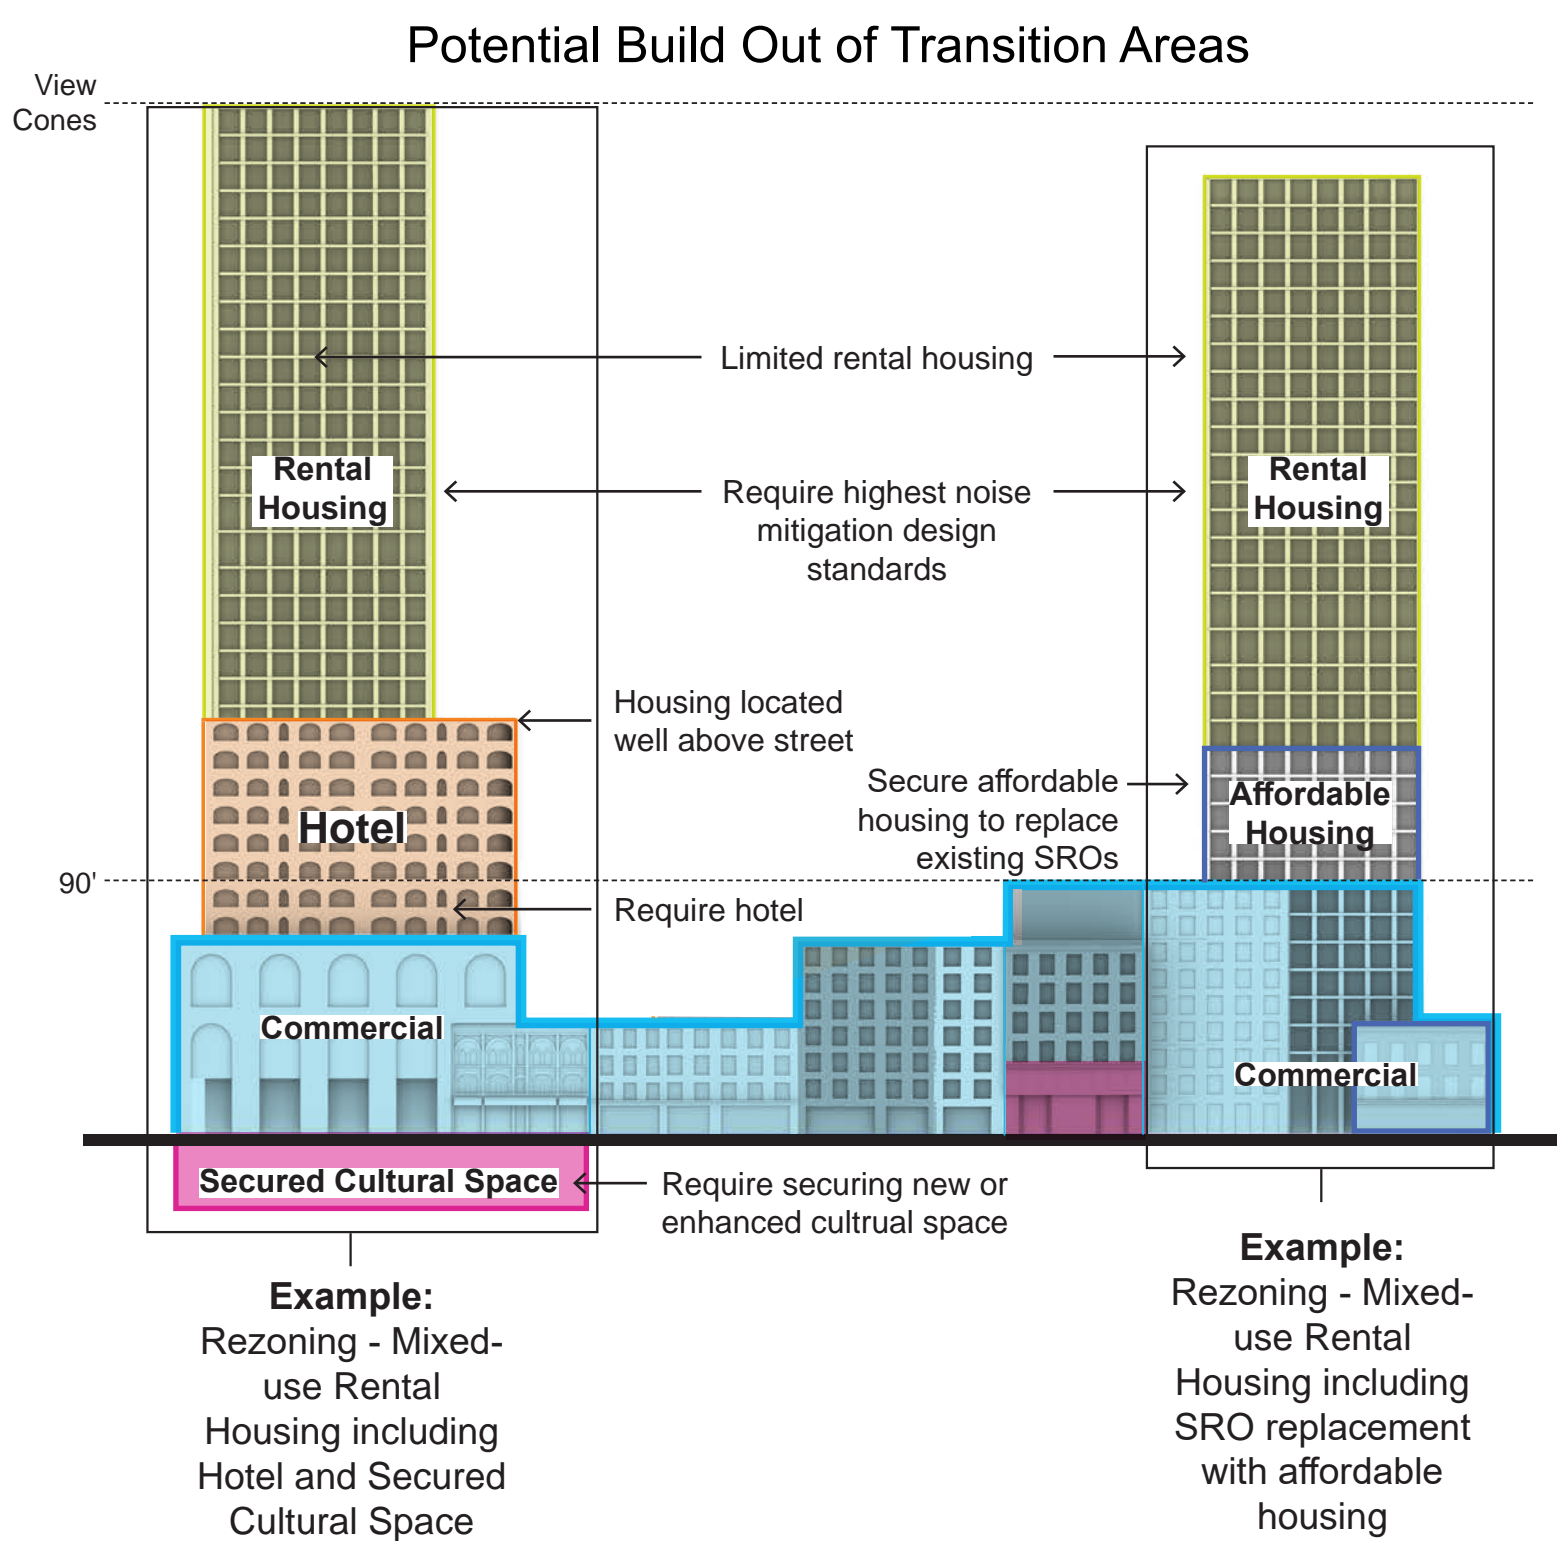 Potential Build Out of Transition Areas
View
Cones
Limited rental housing
Rental
Housing
Require highest noise
mitigation design
standards
Rental
Housing
Housing located
well above street
Secure affordable
housing to replace
existing SROs
Affordable
Housing
Hotel
90'
Require hotel
Commercial
Commercial
Secured Cultural Space
Require securing new or
enhanced cultrual space
Example:
Rezoning - Mixed-
use Rental
Housing including
Hotel and Secured
Cultural Space
Example:
Rezoning - Mixed-
use Rental
Housing including
SRO replacement
with affordable
housing